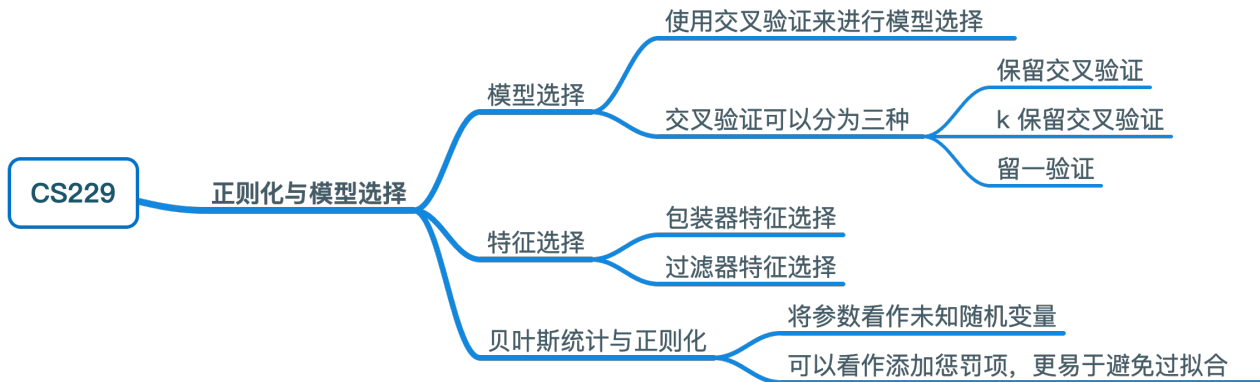 CS229
正则化与模型选择
模型选择
使用交叉验证来进行模型选择
交叉验证可以分为三种
保留交叉验证
k 保留交叉验证
留一验证
特征选择
包装器特征选择
过滤器特征选择
贝叶斯统计与正则化
将参数看作未知随机变量
可以看作添加惩罚项，更易于避免过拟合